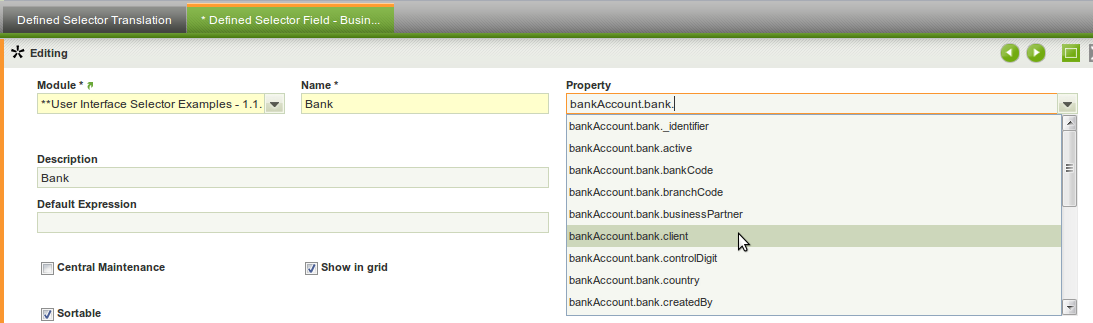 Defined Selector Translation
* Defined Selector Field - Busin...
Editing
Module *
Name *
Property
**User Interface Selector Examples - 1.1.
Bank
bankAccount.bank.
bankAccount.bank._identifier
bankAccount.bank.active
bankAccount.bank.bankCode
bankAccount.bank.branchCode
bankAccount.bank.businessPartner
bankAccount.bank.client
bankAccount.bank.controlDigit
bankAccount.bank.country
bankAccount.bank.createdBy
Description
Bank
Default Expression
Central Maintenance
Show in grid
Sortable